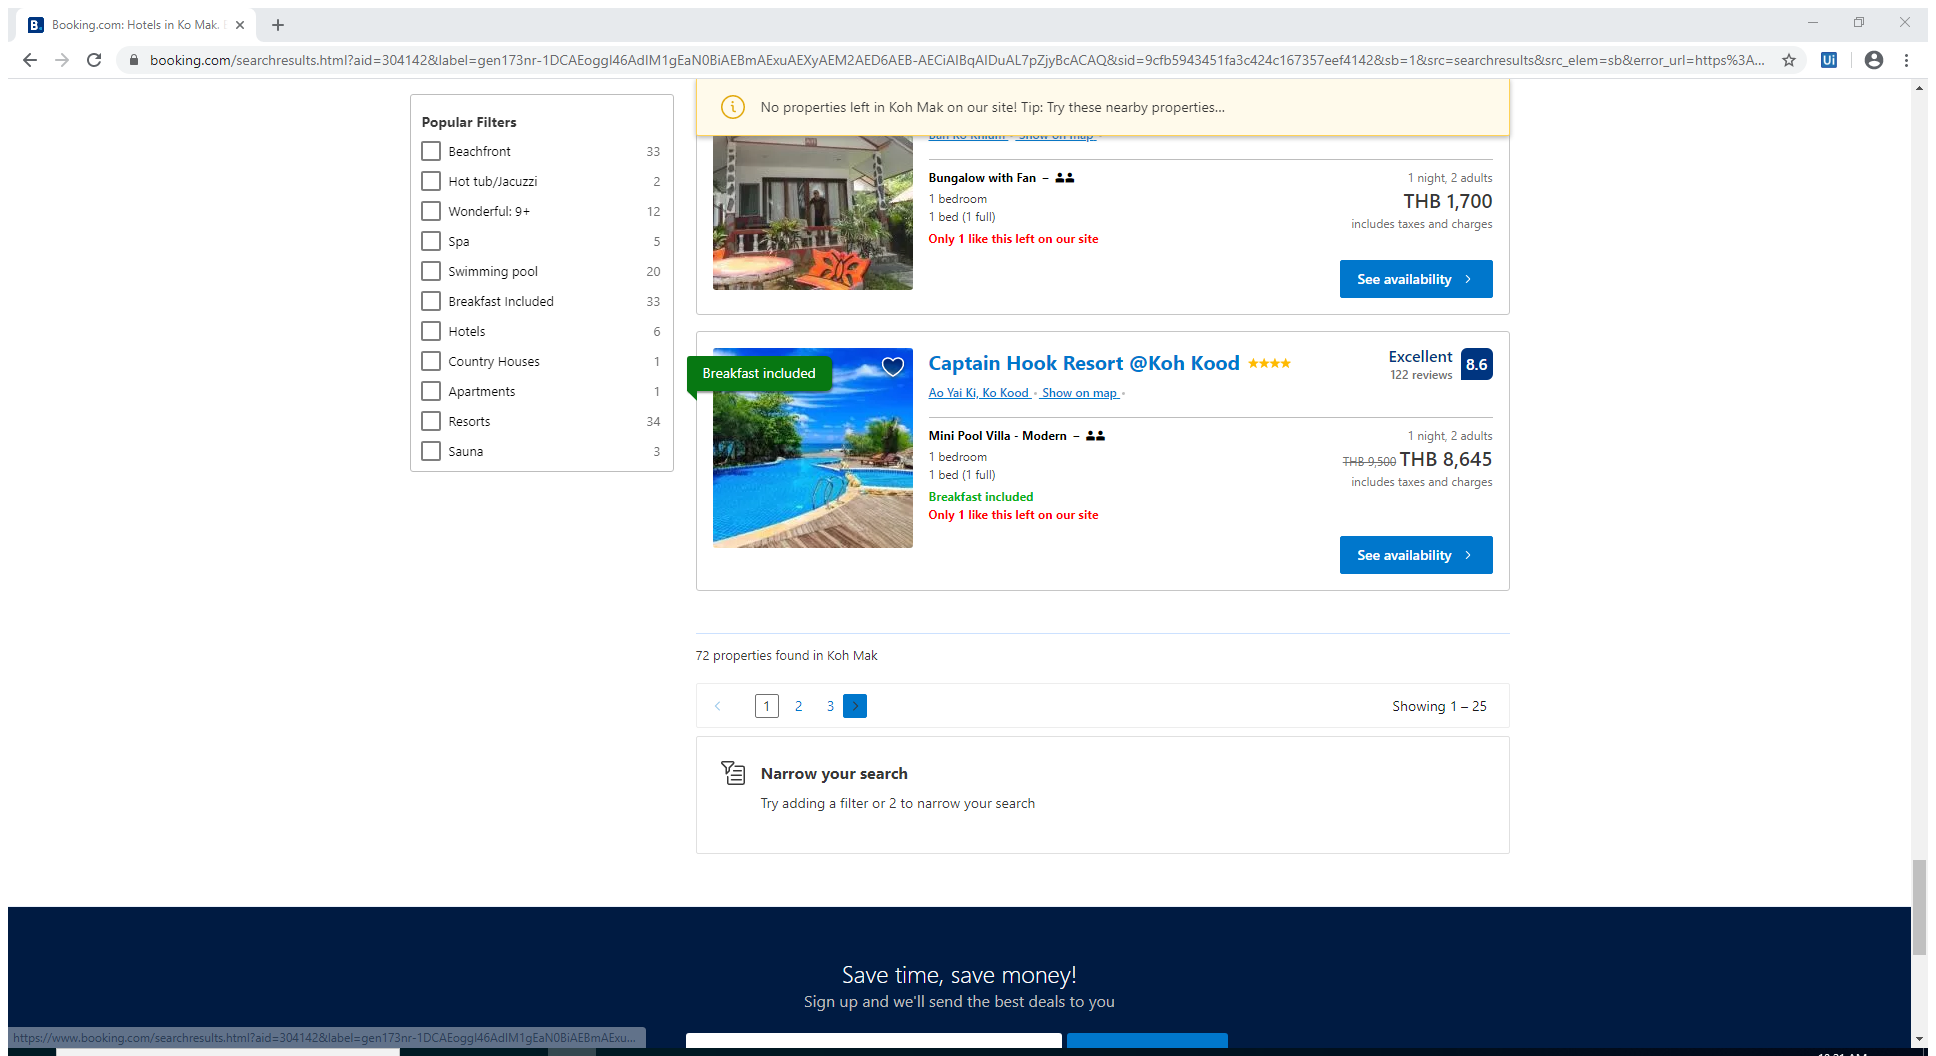 Booking.com: Hotels in Ko Mak.
booking.com/searchresults.html?aid=304142&label=gen173nr-1DCAEoggI46AdIM1gEaN0BiAEBmAExuAEXyAEM2AED6AEB-AECiAIBqAIDuAL7pZjyBcACAQ&sid=9cfb5943451fa3c424c167357eef4142&sb=1&src=searchresults&src_elem=sb&error_url=https%3A...
Ui
No properties left in Koh Mak on our site! Tip: Try these nearby properties...
Popular Filters
Beachfront 33
Hot tub/Jacuzzi 2
Wonderful: 9+ 12
Spa 5
Swimming pool 20
Breakfast Included 33
Hotels 6
Country Houses 1
Apartments 1
Resorts 34
Sauna 3
Ban Ko Khlum Show on map
Bungalow with Fan –
1 night, 2 adults
1 bedroom
THB 1,700
1 bed (1 full)
includes taxes and charges
Only 1 like this left on our site
See availability
Breakfast included
Captain Hook Resort @Koh Kood
Excellent
122 reviews
8.6
Ao Yai Ki, Ko Kood • Show on map •
Mini Pool Villa - Modern –
1 night, 2 adults
1 bedroom
THB 9,500 THB 8,645
1 bed (1 full)
includes taxes and charges
Breakfast included
Only 1 like this left on our site
See availability
72 properties found in Koh Mak
1 2 3
Showing 1 – 25
Narrow your search
Try adding a filter or 2 to narrow your search
Save time, save money!
Sign up and we'll send the best deals to you
https://www.booking.com/searchresults.html?aid=304142&label=gen173nr-1DCAEoggI46AdIM1gEaN0BiAEBmAExu...